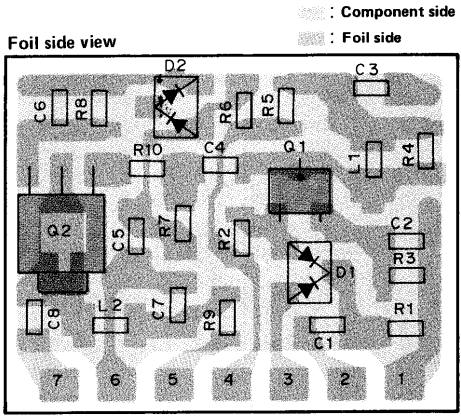 : Component side
Foil side view
: Foil side
D2
C3
C6
R8
R6
R5
R10
C4
Q1
L1
R4
Q2
C5
R7
R2
C2
R3
D1
C8
L2
C7
R9
C1
R1
7 6 5 4 3 2 1